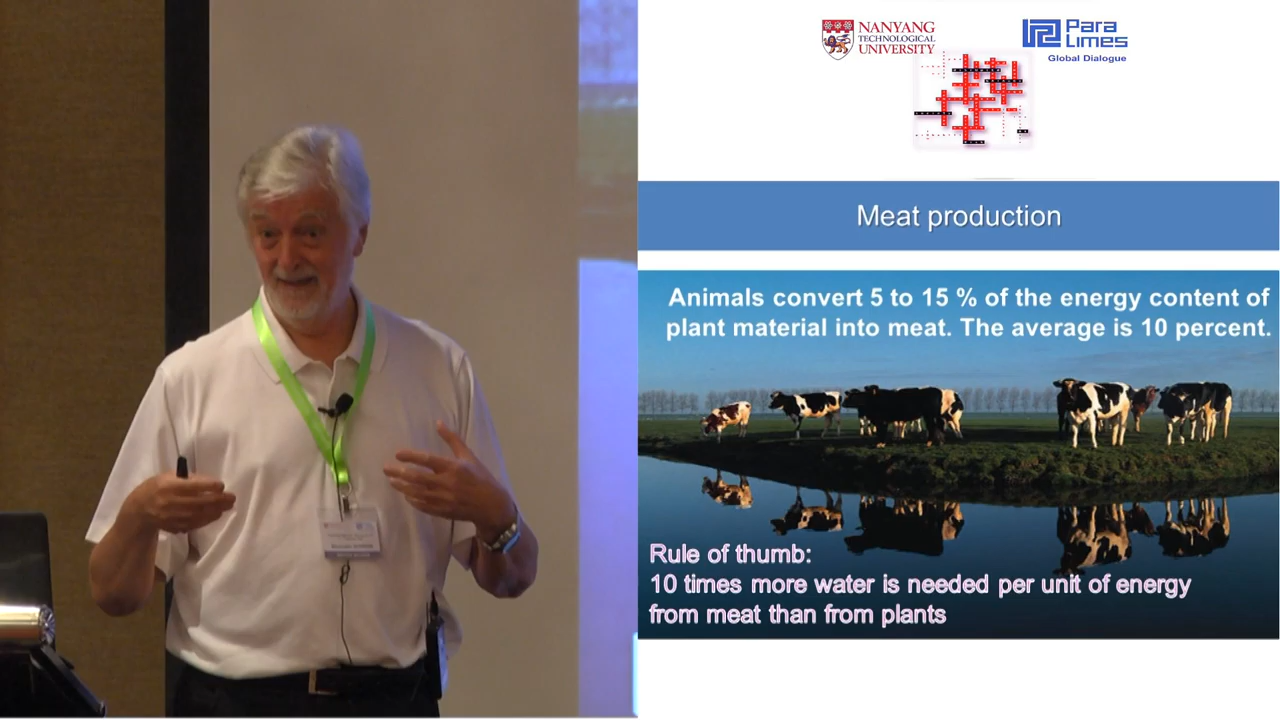 NANYANG
TECHNOLOGICAL
UNIVERSITY
Para
Limes
Global Dialogue
Meat production
Animals convert 5 to 15 % of the energy content of
plant material into meat. The average is 10 percent.
Rule of thumb:
10 times more water is needed per unit of energy
from meat than from plants